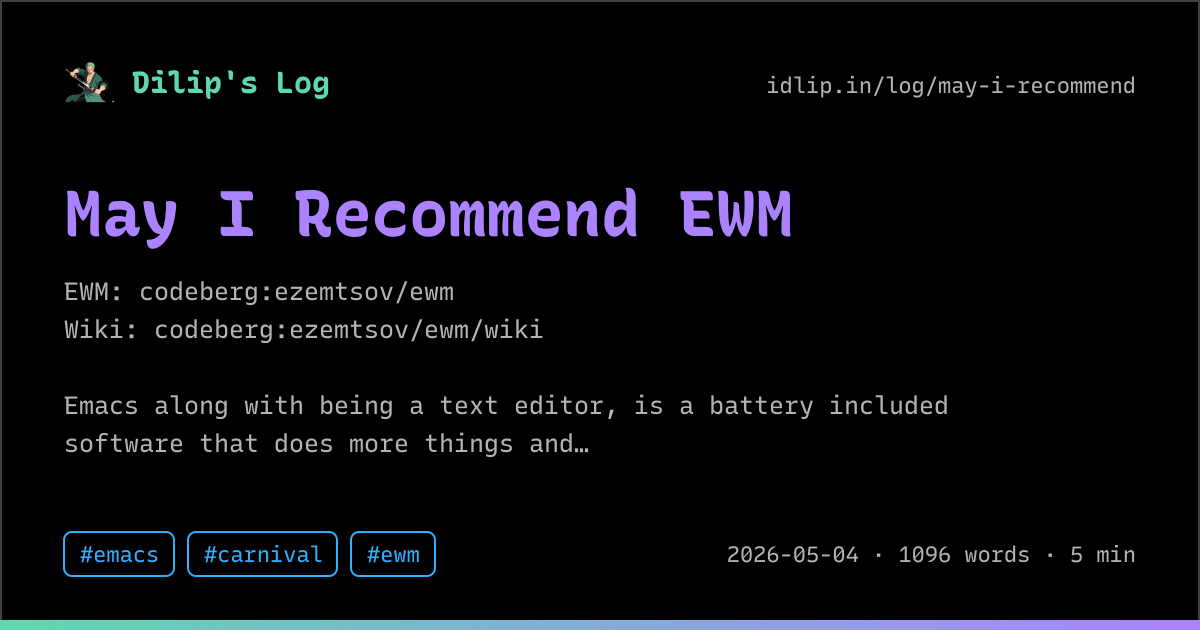 Dilip's Log
idlip.in/log/may-i-recommend
May I Recommend EWM
EWM: codeberg:ezemtsov/ewm
Wiki: codeberg:ezemtsov/ewm/wiki
Emacs along with being a text editor, is a battery included
software that does more things and…
#emacs #carnival #ewm
2026-05-04 · 1096 words · 5 min